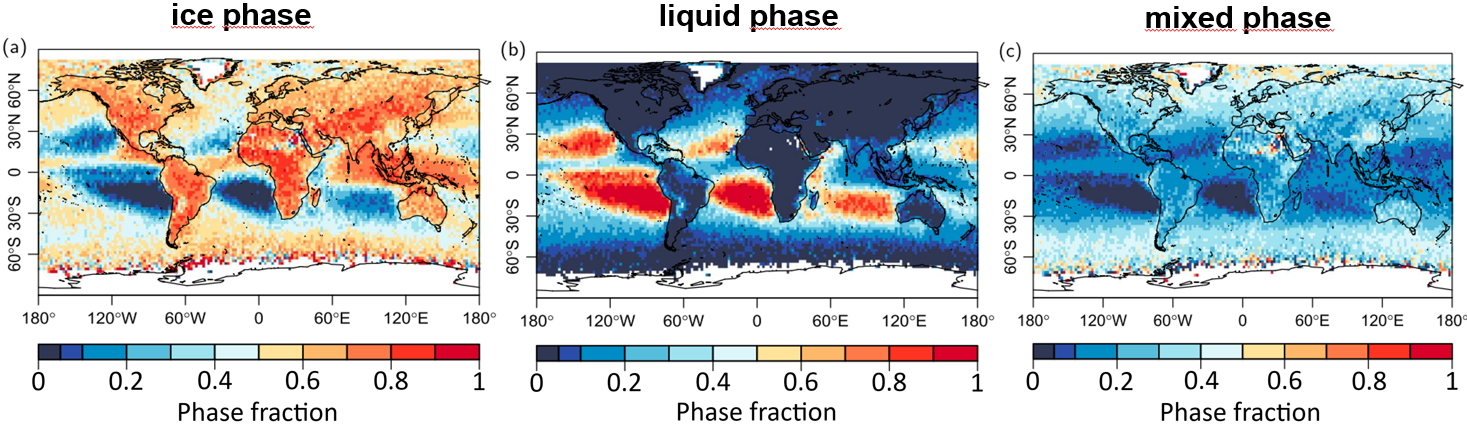 ice phase
liquid phase
mixed phase
(a)
60°N
30°N
0
30°S
60°S
180°
120°W
60°W
0
60°E
120°E
180°
0
0.2
0.4
0.6
0.8
1
Phase fraction
(b)
60°N
30°N
0
30°S
60°S
180°
120°W
60°W
0
60°E
120°E
180°
0
0.2
0.4
0.6
0.8
1
Phase fraction
(c)
60°N
30°N
0
30°S
60°S
180°
120°W
60°W
0
60°E
120°E
180°
0
0.2
0.4
0.6
0.8
1
Phase fraction